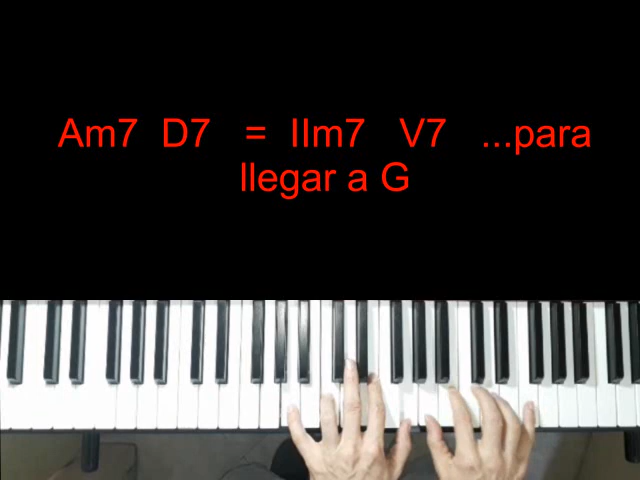 Am7 D7 = IIm7 V7 ...para
llegar a G